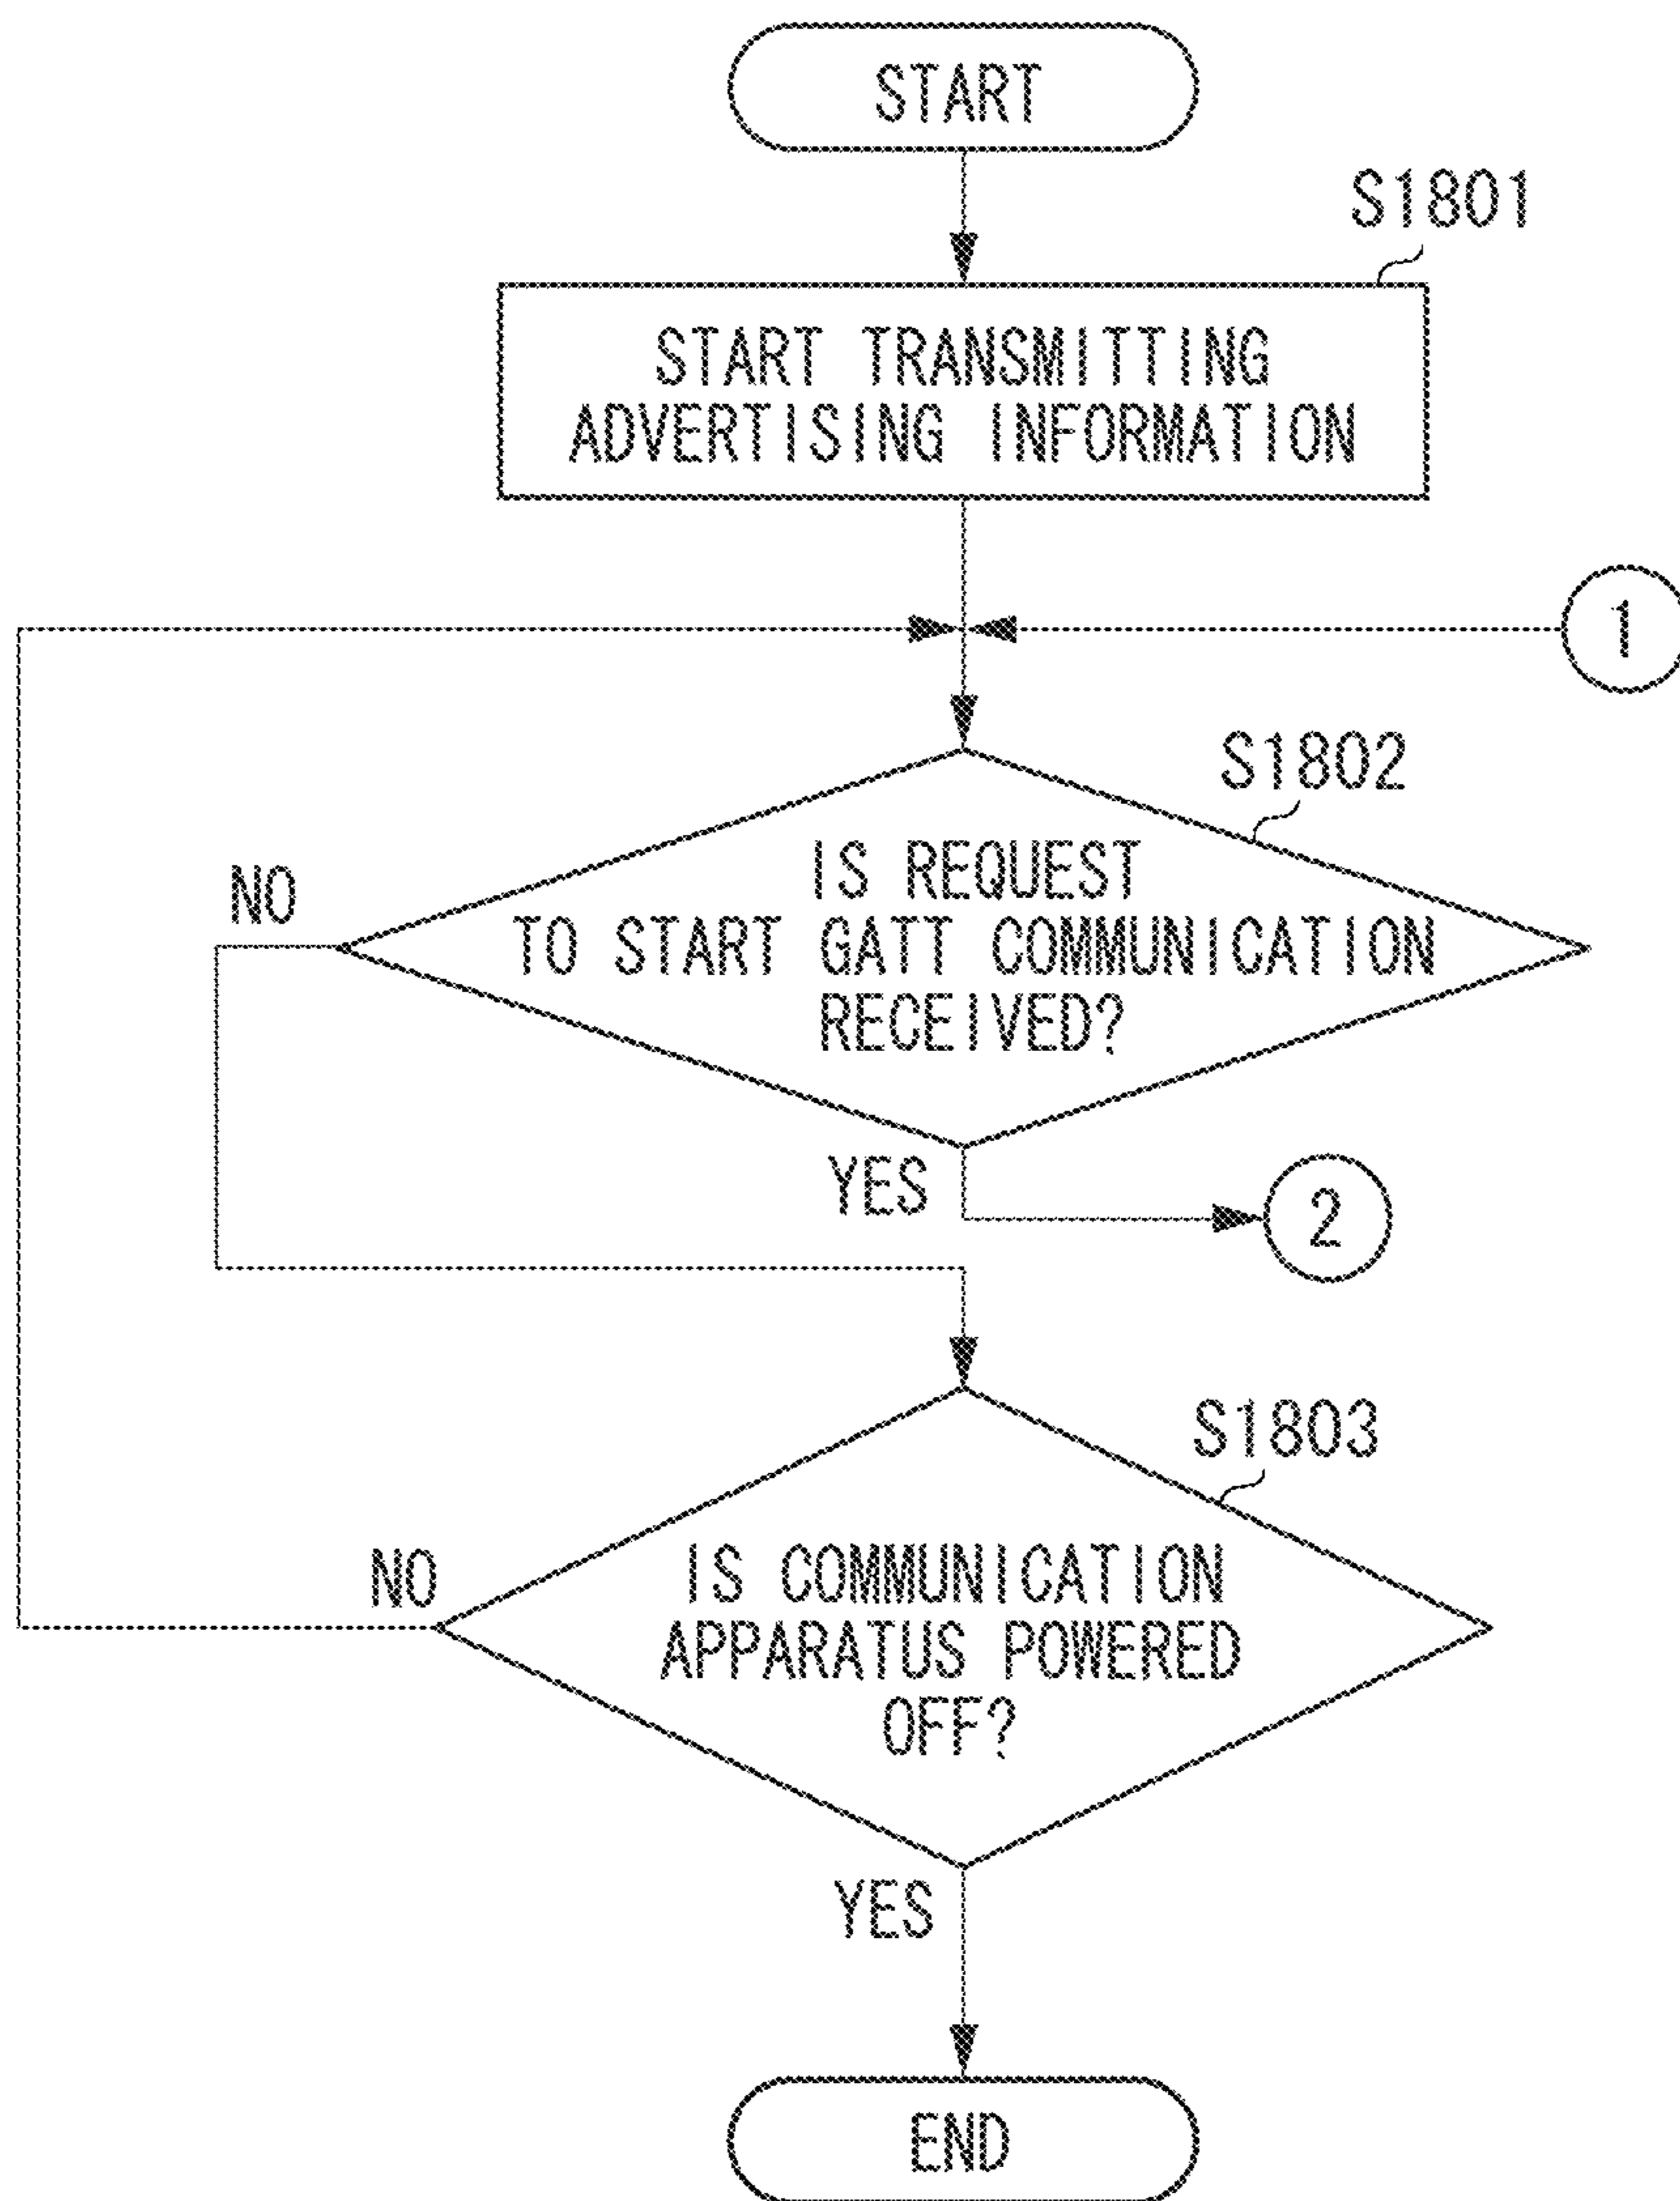 START
S1801
START TRANSMITTING
ADVERTISING INFORMATION
1
S1802
IS REQUEST
TO START GATT COMMUNICATION
RECEIVED?
NO
YES
2
S1803
IS COMMUNICATION
APPARATUS POWERED
OFF?
NO
YES
END